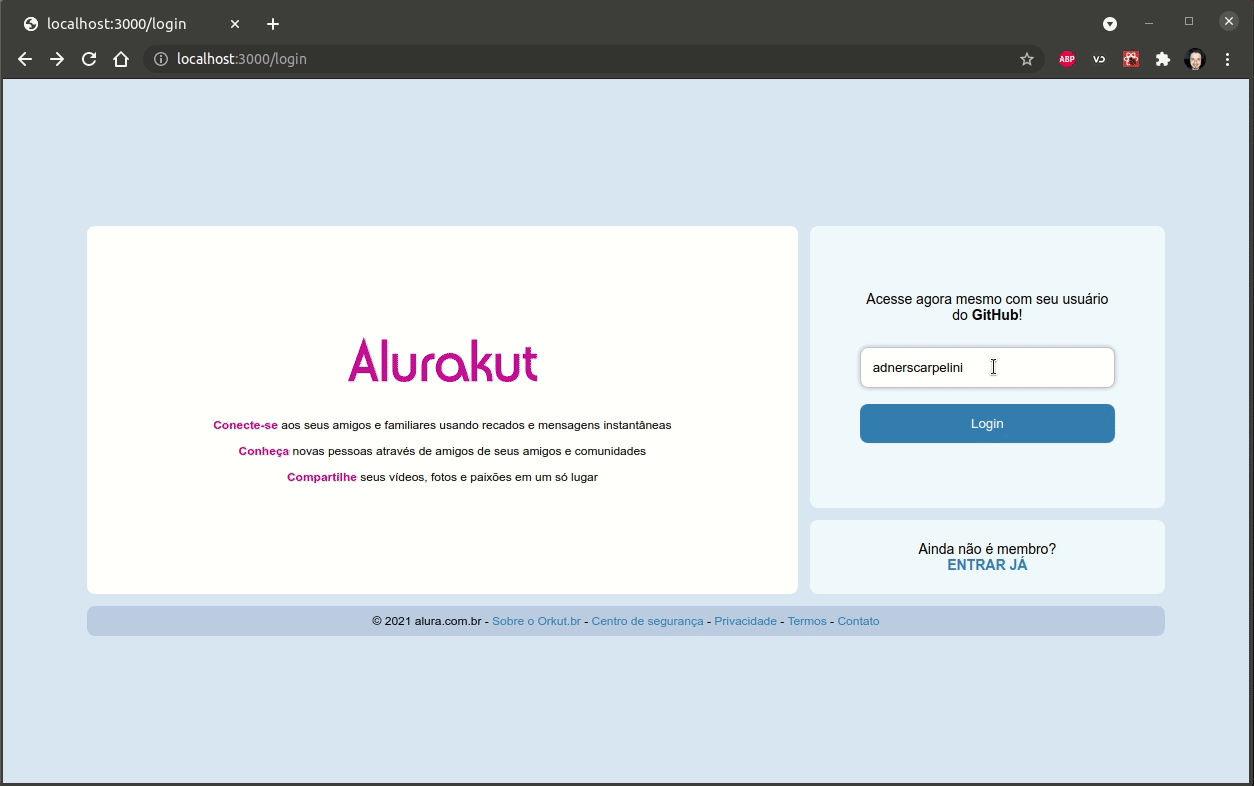 localhost:3000/login
localhost:3000/login
ABP
Alurakut
Conecte-se aos seus amigos e familiares usando recados e mensagens instantâneas
Conheça novas pessoas através de amigos de seus amigos e comunidades
Compartilhe seus vídeos, fotos e paixões em um só lugar
Acesse agora mesmo com seu usuário
do GitHub!
adnerscarpelini
Login
Ainda não é membro?
ENTRAR JÁ
© 2021 alura.com.br - Sobre o Orkut.br - Centro de segurança - Privacidade - Termos - Contato